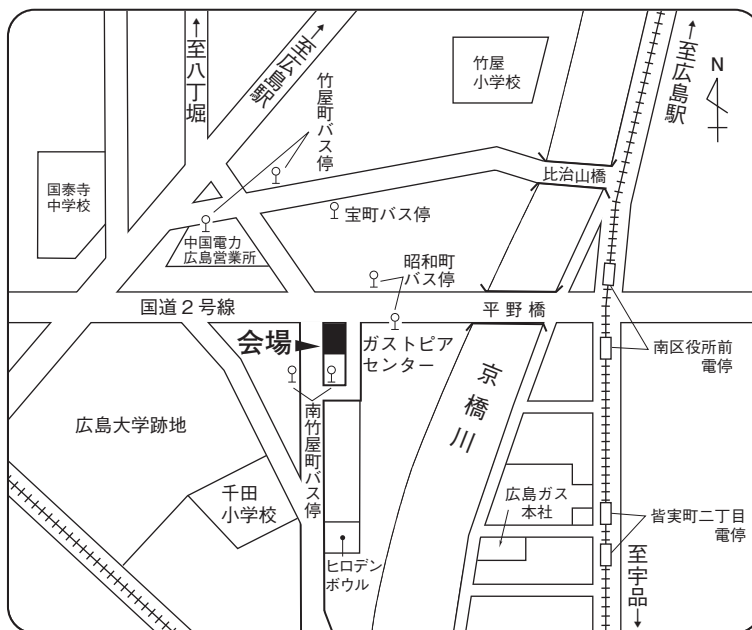 至八丁堀
至広島駅
竹屋町バス停
竹屋
小学校
至広島駅
N
国泰寺
中学校
比治山橋
宝町バス停
中国電力
広島営業所
昭和町
バス停
国道2号線
平野橋
会場
ガストピア
センター
南区役所前
電停
京橋川
南竹屋町バス停
広島大学跡地
千田
小学校
広島ガス
本社
皆実町二丁目
電停
ヒロデン
ボウル
至宇品